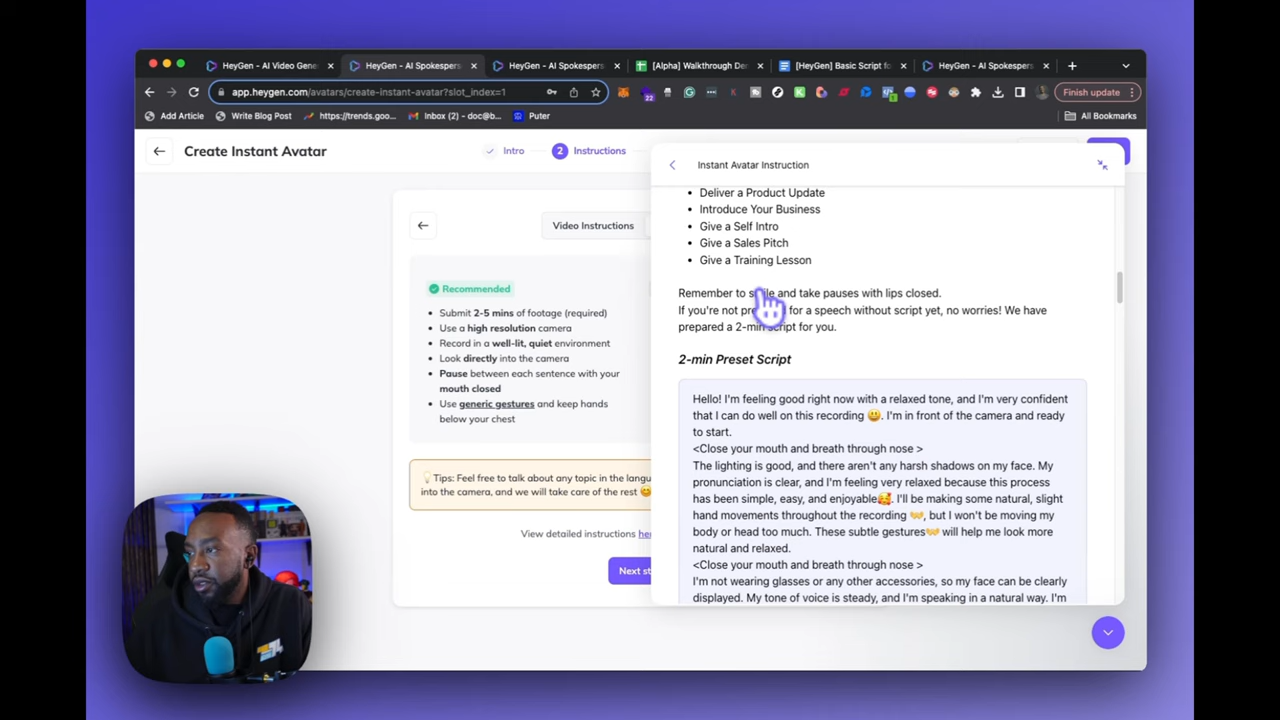 HeyGen - AI Video Gener
HeyGen - AI Spokespers
HeyGen - AI Spokespers
[Alpha] Walkthrough De
[HeyGen] Basic Script fo
HeyGen - AI Spokespers
app.heygen.com/avatars/create-instant-avatar?slot_index=1
22
Finish update
Add Article
Write Blog Post
https://trends.goo...
Inbox (2) - doc@b...
Puter
All Bookmarks
Create Instant Avatar
Intro
2 Instructions
Instant Avatar Instruction
Video Instructions
Recommended
• Submit 2-5 mins of footage (required)
• Use a high resolution camera
• Record in a well-lit, quiet environment
• Look directly into the camera
• Pause between each sentence with your
mouth closed
• Use generic gestures and keep hands
below your chest
💡Tips: Feel free to talk about any topic in the langu
into the camera, and we will take care of the rest 😊
View detailed instructions he
Next st
• Deliver a Product Update
• Introduce Your Business
• Give a Self Intro
• Give a Sales Pitch
• Give a Training Lesson
Remember to smile and take pauses with lips closed.
If you're not pre for a speech without script yet, no worries! We have
prepared a 2-min script for you.
2-min Preset Script
Hello! I'm feeling good right now with a relaxed tone, and I'm very confident
that I can do well on this recording 😃. I'm in front of the camera and ready
to start.
<Close your mouth and breath through nose >
The lighting is good, and there aren't any harsh shadows on my face. My
pronunciation is clear, and I'm feeling very relaxed because this process
has been simple, easy, and enjoyable🥰. I'll be making some natural, slight
hand movements throughout the recording 👐, but I won't be moving my
body or head too much. These subtle gestures👐 will help me look more
natural and relaxed.
<Close your mouth and breath through nose >
I'm not wearing glasses or any other accessories, so my face can be clearly
displayed. My tone of voice is steady, and I'm speaking in a natural way. I'm